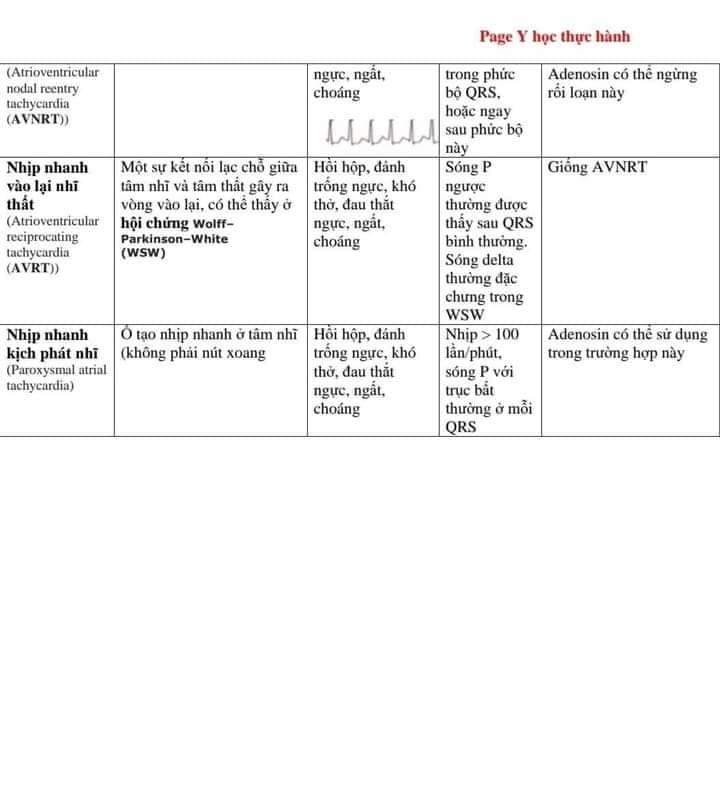 Page Y học thực hành
(Atrioventricular
nodal reentry
tachycardia
(AVNRT))
ngực, ngất,
choáng
trong phức
bộ QRS,
hoặc ngay
sau phức bộ
này
Adenosin có thể ngừng
rối loạn này
Nhịp nhanh
vào lại nhĩ
thất
(Atrioventricular
reciprocating
tachycardia
(AVRT))
Một sự kết nối lạc chỗ giữa
tâm nhĩ và tâm thất gây ra
vòng vào lại, có thể thấy ở
hội chứng Wolff–
Parkinson–White
(WSW)
Hồi hộp, đánh
trống ngực, khó
thở, đau thắt
ngực, ngất,
choáng
Sóng P
ngược
thường được
thấy sau QRS
bình thường.
Sóng delta
thường đặc
chưng trong
WSW
Giống AVNRT
Nhịp nhanh
kịch phát nhĩ
(Paroxysmal atrial
tachycardia)
Ổ tạo nhịp nhanh ở tâm nhĩ
(không phải nút xoang
Hồi hộp, đánh
trống ngực, khó
thở, đau thắt
ngực, ngất,
choáng
Nhịp > 100
lần/phút,
sóng P với
trục bất
thường ở mỗi
QRS
Adenosin có thể sử dụng
trong trường hợp này